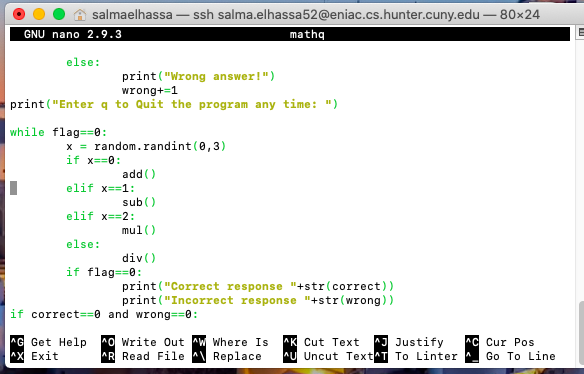 salmaelhassa — ssh salma.elhassa52@eniac.cs.hunter.cuny.edu — 80×24
GNU nano 2.9.3 mathq
else:
print("Wrong answer!")
wrong+=1
print("Enter q to Quit the program any time: ")
while flag==0:
x = random.randint(0,3)
if x==0:
add()
elif x==1:
sub()
elif x==2:
mul()
else:
div()
if flag==0:
print("Correct response "+str(correct))
print("Incorrect response "+str(wrong))
if correct==0 and wrong==0:
^G Get Help ^O Write Out ^W Where Is ^K Cut Text ^J Justify ^C Cur Pos
^X Exit ^R Read File ^\ Replace ^U Uncut Text ^T To Linter ^_ Go To Line